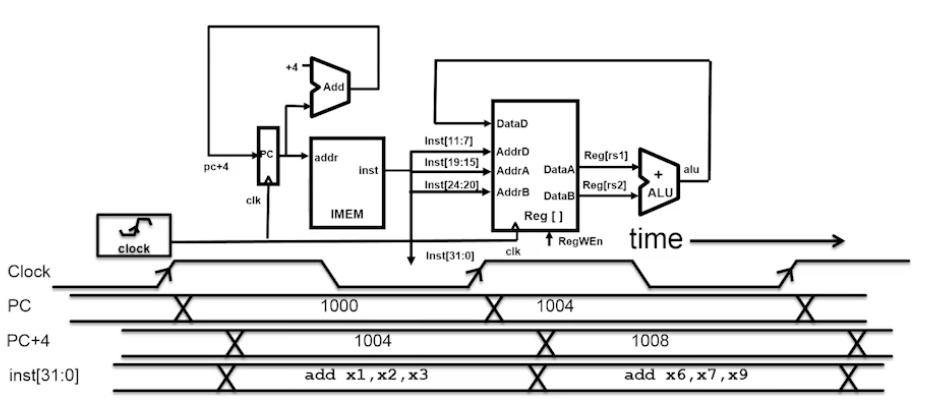 +4
Add
pc+4
PC
clk
addr
inst
IMEM
Inst[11:7]
Inst[19:15]
Inst[24:20]
Inst[31:0]
DataD
AddrD
AddrA
AddrB
DataA
DataB
Reg [ ]
clk
RegWEn
Reg[rs1]
Reg[rs2]
+
ALU
alu
clock
time
Clock
PC 1000 1004
PC+4 1004 1008
inst[31:0] add x1,x2,x3 add x6,x7,x9